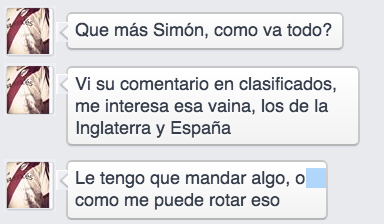 Que más Simón, como va todo?
Vi su comentario en clasificados,
me interesa esa vaina, los de la
Inglaterra y España
Le tengo que mandar algo, o
como me puede rotar eso